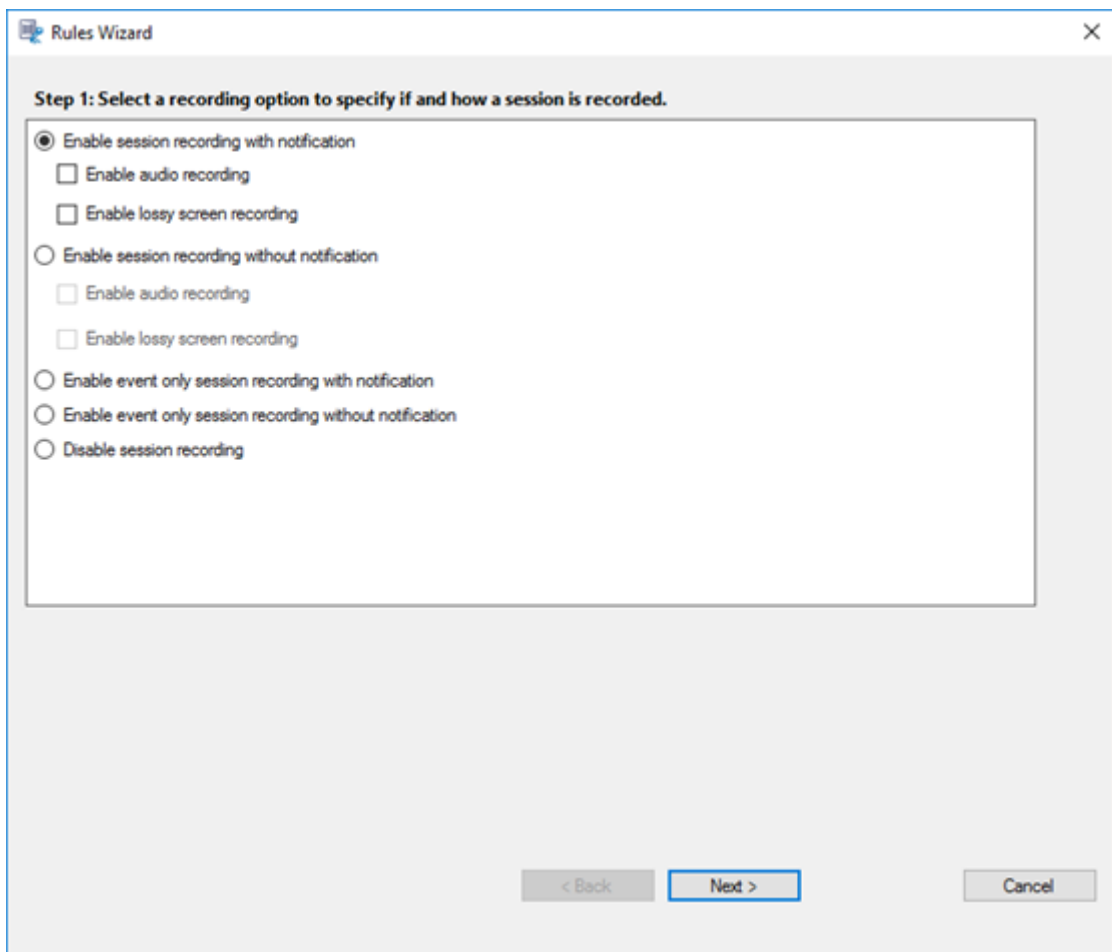 Rules Wizard
Step 1: Select a recording option to specify if and how a session is recorded.
Enable session recording with notification
Enable audio recording
Enable lossy screen recording
Enable session recording without notification
Enable audio recording
Enable lossy screen recording
Enable event only session recording with notification
Enable event only session recording without notification
Disable session recording
< Back Next > Cancel